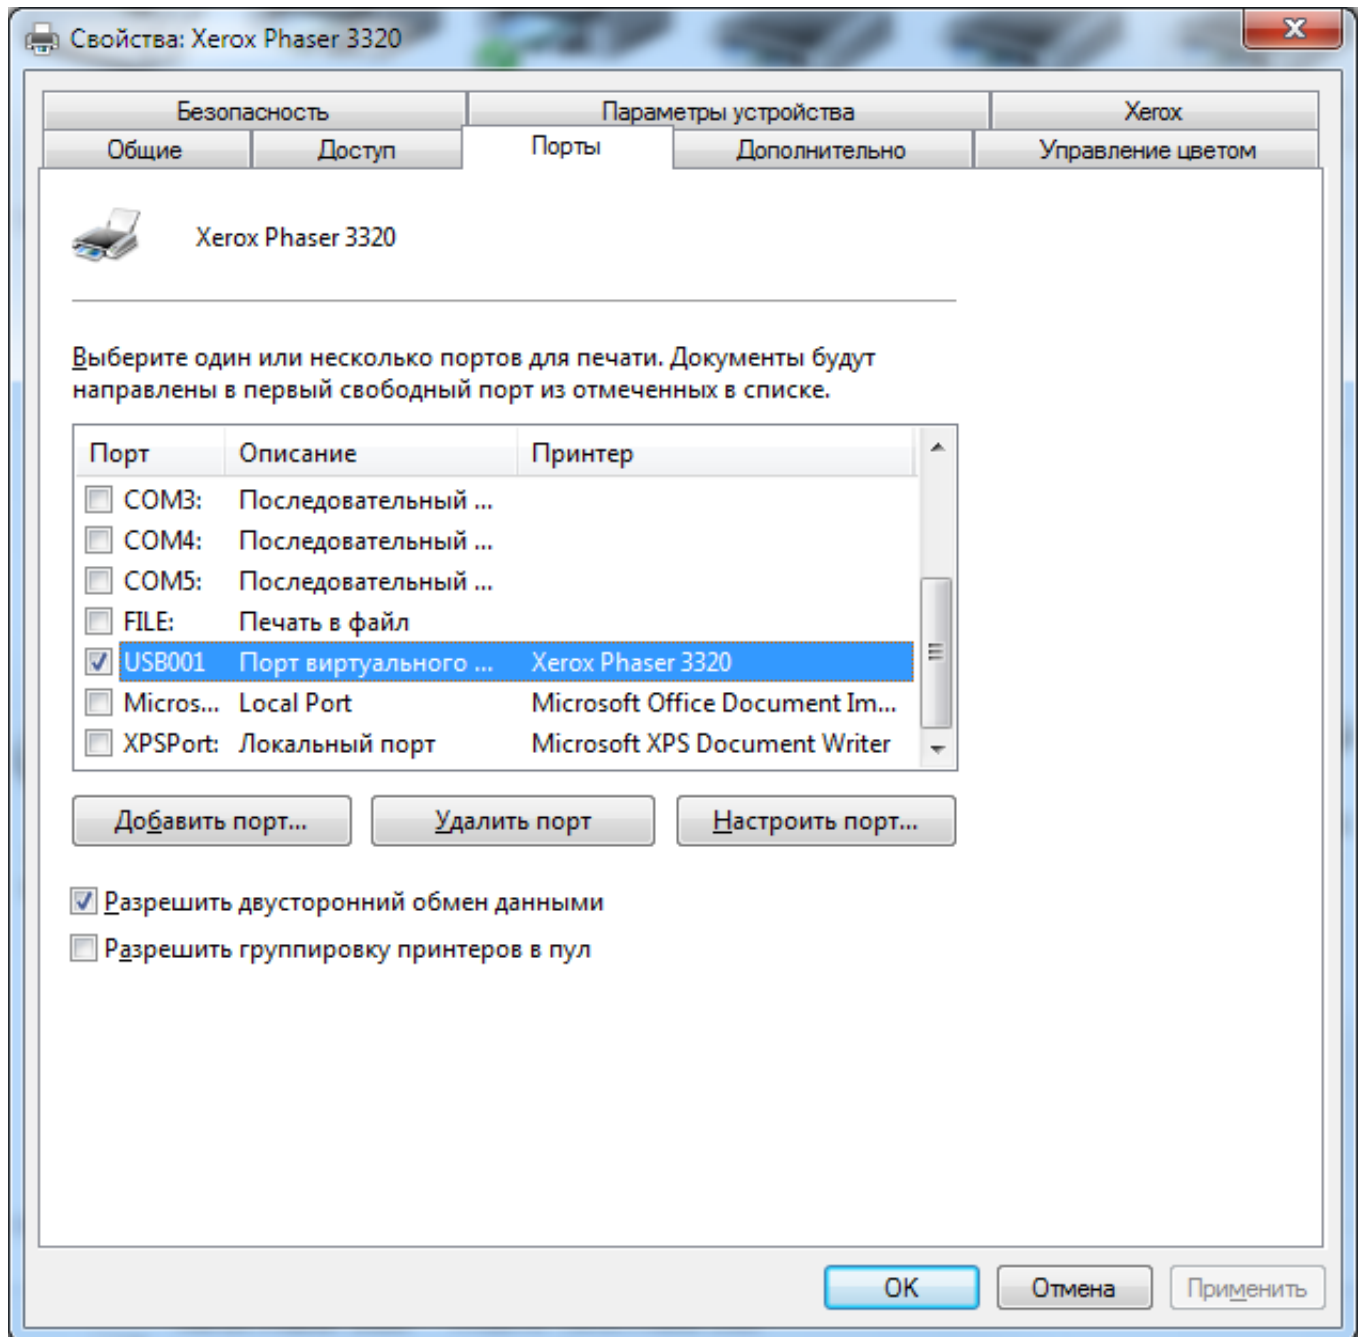 Свойства: Xerox Phaser 3320
Безопасность Параметры устройства Xerox
Общие Доступ Порты Дополнительно Управление цветом
Xerox Phaser 3320
Выберите один или несколько портов для печати. Документы будут
направлены в первый свободный порт из отмеченных в списке.
Порт Описание Принтер
COM3: Последовательный ...
COM4: Последовательный ...
COM5: Последовательный ...
FILE: Печать в файл
USB001 Порт виртуального ... Xerox Phaser 3320
Micros... Local Port Microsoft Office Document Im...
XPSPort: Локальный порт Microsoft XPS Document Writer
Добавить порт... Удалить порт Настроить порт...
Разрешить двусторонний обмен данными
Разрешить группировку принтеров в пул
OK Отмена Применить